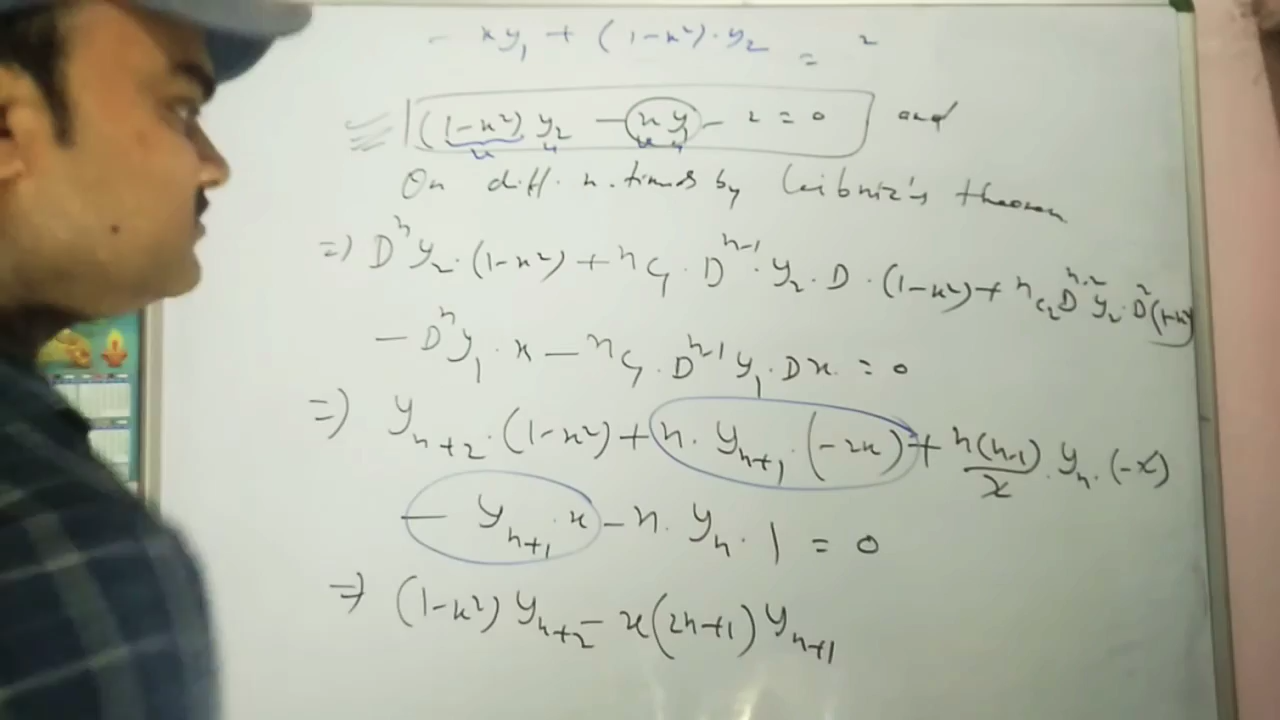 - xy₁ + (1-x²)·y₂ = 2
(1-x²) y₂ - xy₁ - 2 = 0 and
On diff. n. times by Leibniz's theorem
=) Dⁿy₂·(1-x²) + ⁿC₁·Dⁿ⁻¹·y₂·D·(1-x²) + ⁿC₂Dⁿ⁻²y₂·D²(1-x²)
- Dⁿy₁·x - ⁿC₁·Dⁿ⁻¹y₁·Dx = 0
=) yₙ₊₂·(1-x²) + n·yₙ₊₁·(-2x) + n(n-1)/2·yₙ·(-2)
- yₙ₊₁·x - n·yₙ·1 = 0
=) (1-x²) yₙ₊₂ - x(2n+1) yₙ₊₁